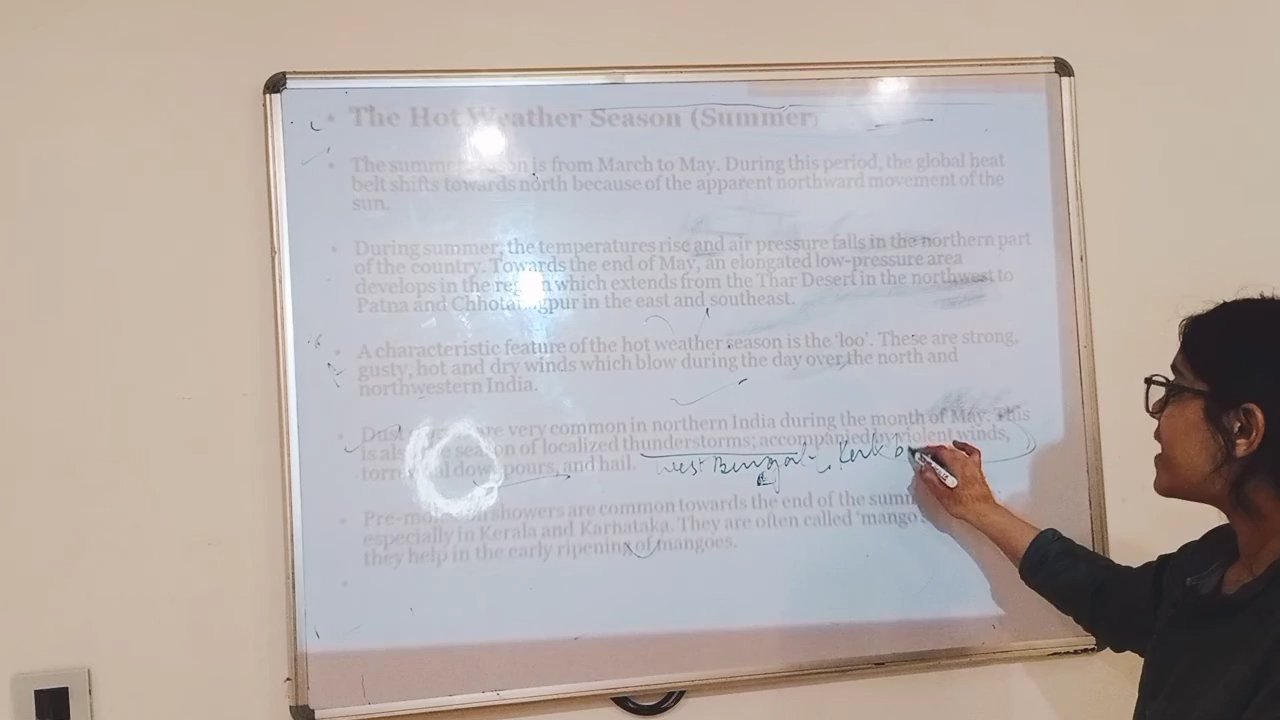 • The Hot Weather Season (Summer)
• The summer season is from March to May. During this period, the global heat
belt shifts towards north because of the apparent northward movement of the
sun.
• During summer, the temperatures rise and air pressure falls in the northern part
of the country. Towards the end of May, an elongated low-pressure area
develops in the region which extends from the Thar Desert in the northwest to
Patna and Chhotanagpur in the east and southeast.
• A characteristic feature of the hot weather season is the ‘loo’. These are strong,
gusty, hot and dry winds which blow during the day over the north and
northwestern India.
• Dust are very common in northern India during the month of May. This
is also the season of localized thunderstorms; accompanied by violent winds,
torrential downpours, and hail. West Bengal -
• Pre-monsoon showers are common towards the end of the
especially in Kerala and Karnataka. They are often called ‘mango
they help in the early ripening of mangoes.
•